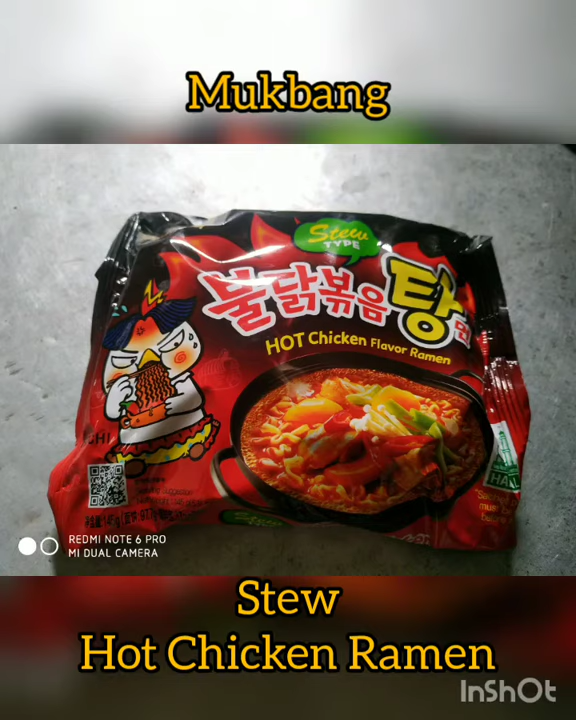 Mukbang
Stew
TYPE
불닭볶음탕면
HOT Chicken Flavor Ramen
HAL
REDMI NOTE 6 PRO
MI DUAL CAMERA
Stew
Hot Chicken Ramen
InShOt